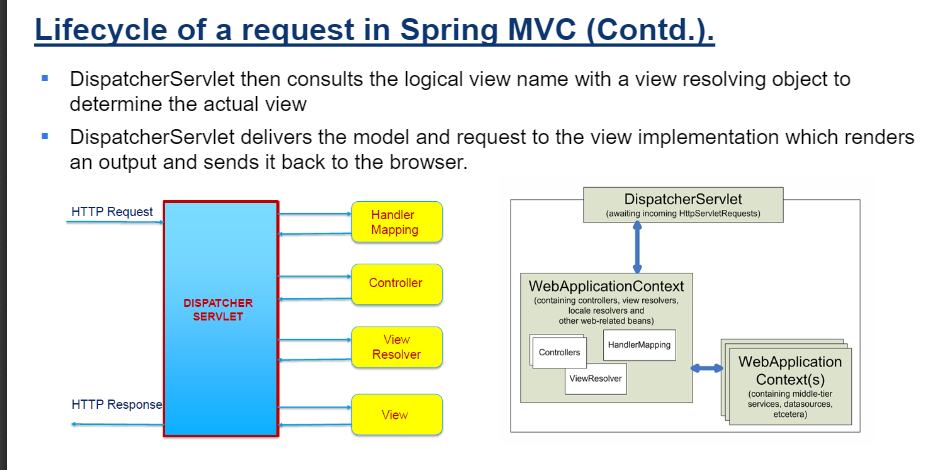 Lifecycle of a request in Spring MVC (Contd.).
DispatcherServlet then consults the logical view name with a view resolving object to
determine the actual view
DispatcherServlet delivers the model and request to the view implementation which renders
an output and sends it back to the browser.
HTTP Request
DISPATCHER
SERVLET
HTTP Response
Handler
Mapping
Controller
View
Resolver
View
DispatcherServlet
(awaiting incoming HttpServletRequests)
WebApplicationContext
(containing controllers, view resolvers,
locale resolvers and
other web-related beans)
Controllers
HandlerMapping
ViewResolver
WebApplication
Context(s)
(containing middle-tier
services, datasources,
etcetera)